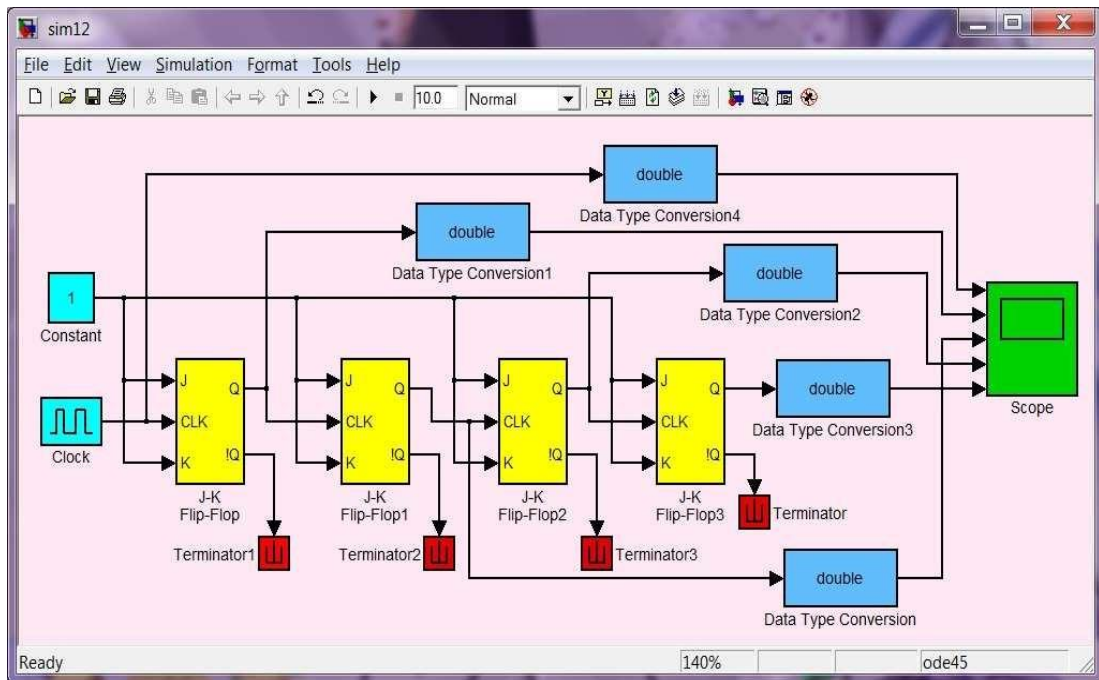 sim12
File Edit View Simulation Format Tools Help
10.0 Normal
double
Data Type Conversion4
double
Data Type Conversion1
double
Data Type Conversion2
1
Constant
Clock
J
Q
CLK
K
!Q
J-K
Flip-Flop
J
Q
CLK
K
!Q
J-K
Flip-Flop1
J
Q
CLK
K
!Q
J-K
Flip-Flop2
J
Q
CLK
K
!Q
J-K
Flip-Flop3
double
Data Type Conversion3
Scope
Terminator
Terminator1
Terminator2
Terminator3
double
Data Type Conversion
Ready 140% ode45